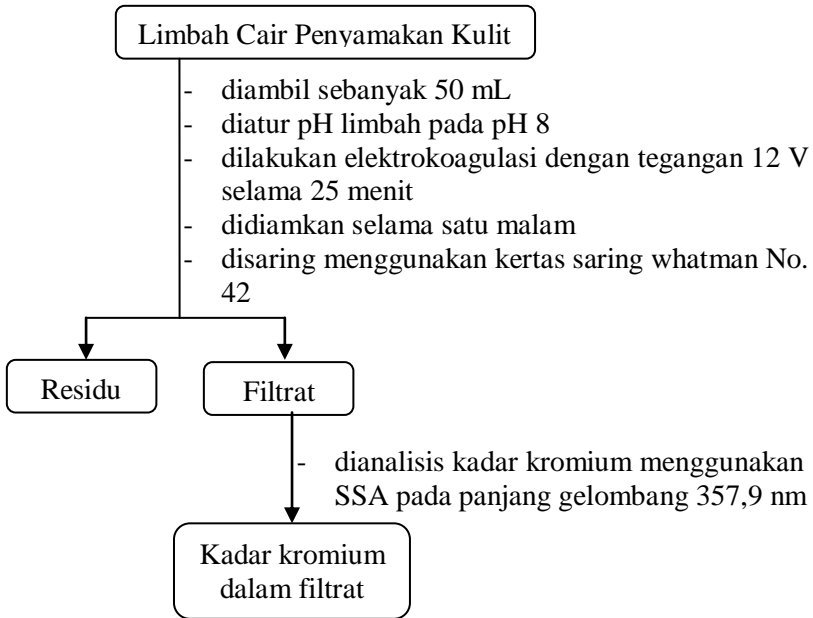 Limbah Cair Penyamakan Kulit
- diambil sebanyak 50 mL
- diatur pH limbah pada pH 8
- dilakukan elektrokoagulasi dengan tegangan 12 V
selama 25 menit
- didiamkan selama satu malam
- disaring menggunakan kertas saring whatman No.
42
Residu
Filtrat
- dianalisis kadar kromium menggunakan
SSA pada panjang gelombang 357,9 nm
Kadar kromium
dalam filtrat